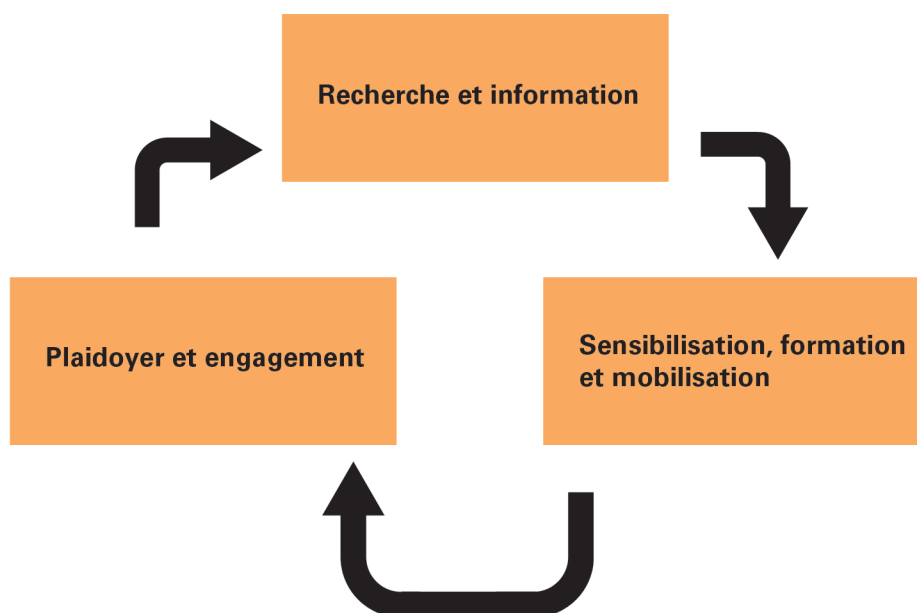 Recherche et information
Plaidoyer et engagement
Sensibilisation, formation
et mobilisation